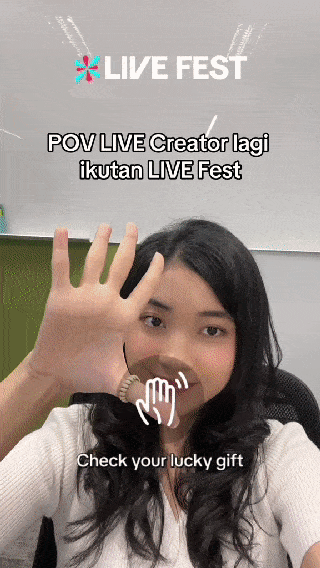 LIVE FEST
POV LIVE Creator lagi
ikutan LIVE Fest
Check your lucky gift